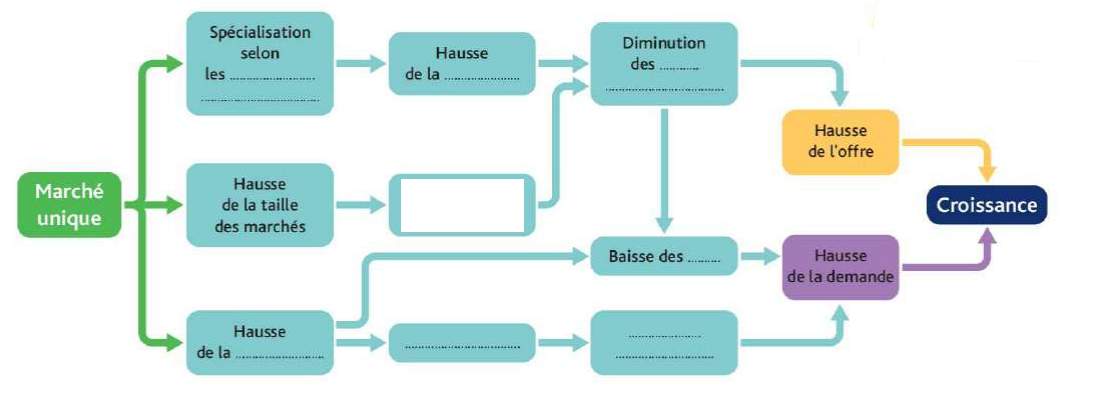 Spécialisation
selon
les ........................
..................................
Hausse
de la ......................
Diminution
des ...........
..................................
Hausse
de l'offre
Marché
unique
Hausse
de la taille
des marchés
Croissance
Baisse des .........
Hausse
de la demande
Hausse
de la .........................
.................................
.....................
............................